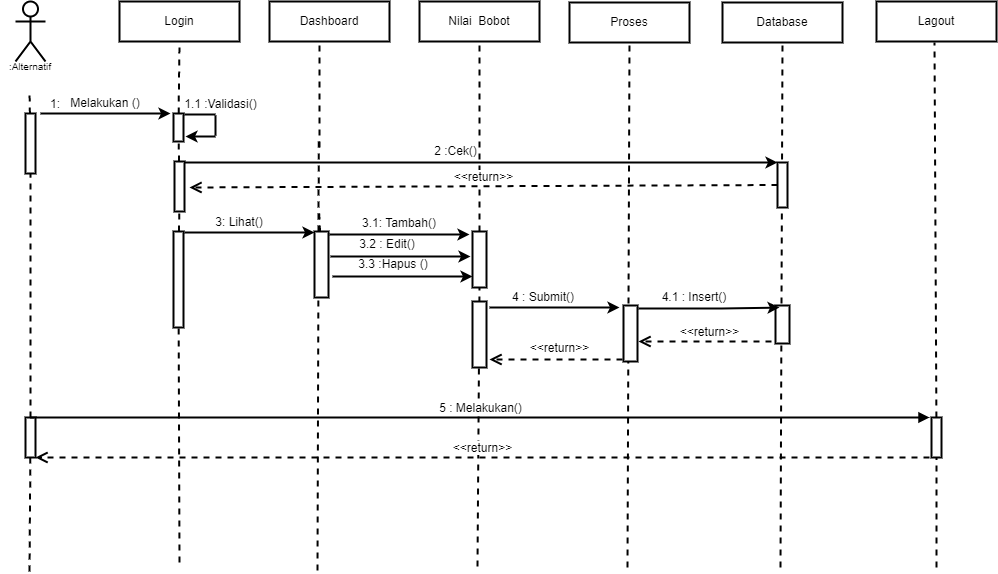 Login
Dashboard
Nilai Bobot
Proses
Database
Lagout
:Alternatif
1: Melakukan ()
1.1 :Validasi()
2 :Cek()
<<return>>
3: Lihat()
3.1: Tambah()
3.2 : Edit()
3.3 :Hapus ()
4 : Submit()
4.1 : Insert()
<<return>>
<<return>>
5 : Melakukan()
<<return>>